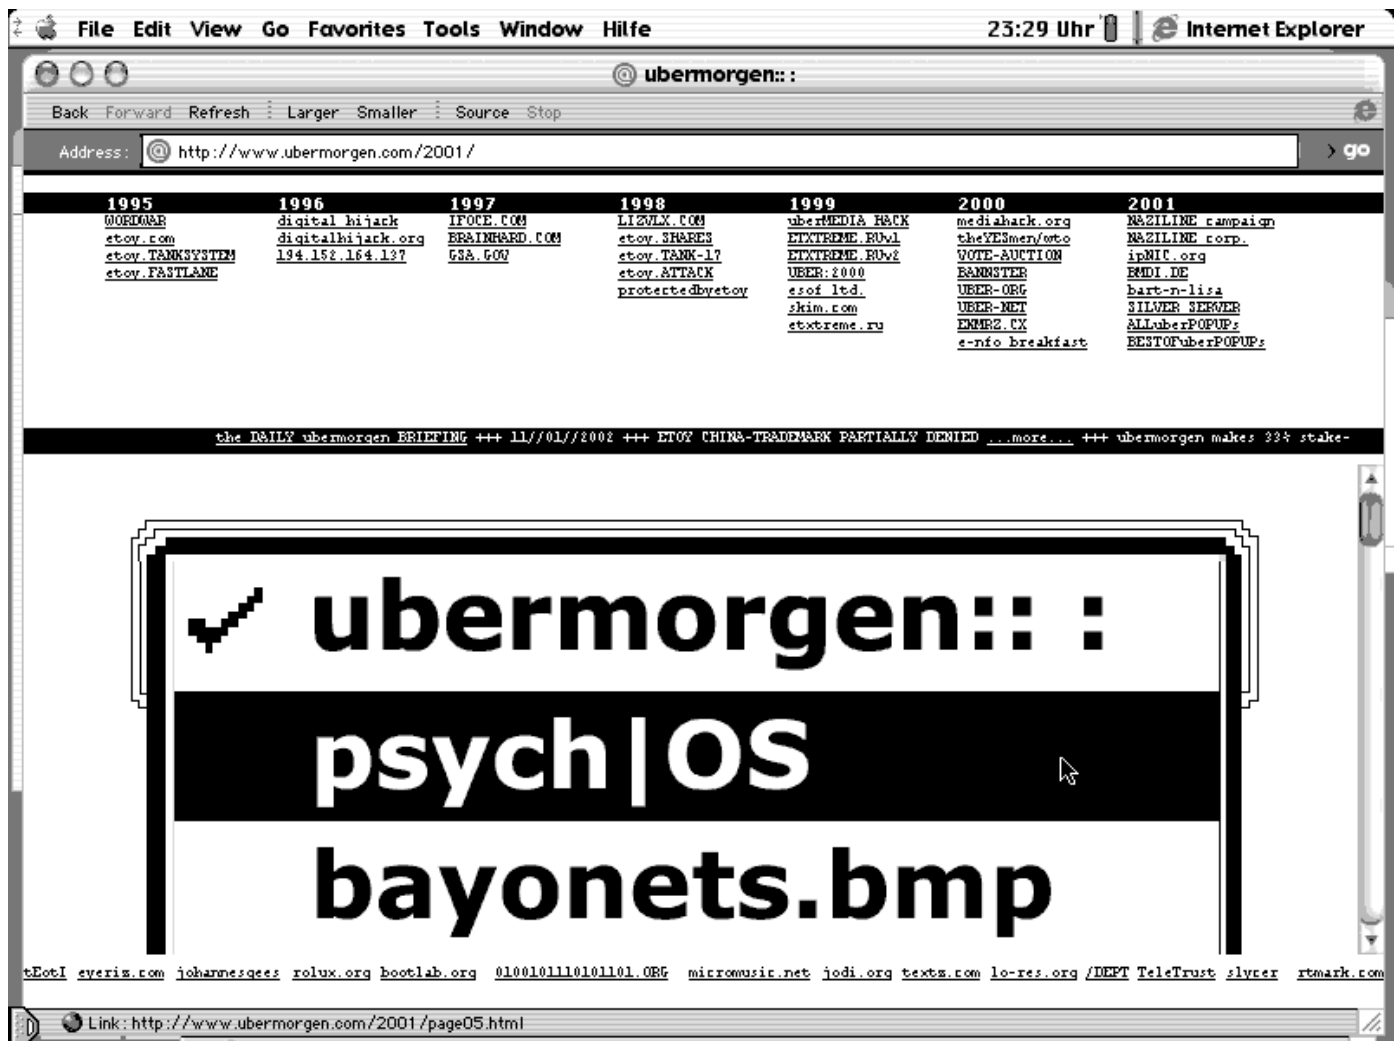 File Edit View Go Favorites Tools Window Hilfe 23:29 Uhr Internet Explorer
ubermorgen:: :
Back Forward Refresh Larger Smaller Source Stop
Address: http://www.ubermorgen.com/2001/ go
1995 1996 1997 1998 1999 2000 2001
WORDWAR digital hijack IFOCE.COM LIZVLX.COM uberMEDIA HACK mediahack.org NAZILINE campaign
etoy.com digitalhijack.org BRAINHARD.COM etoy.SHARES ETXTREME.RUv1 theYESmen/wto NAZILINE corp.
etoy.TANKSYSTEM 194.152.164.137 GSA.GOV etoy.TANK-17 ETXTREME.RUv2 VOTE-AUCTION ipNIC.org
etoy.FASTLANE etoy.ATTACK UBER:2000 BANNSTER BMDI.DE
protectedbyetoy esof ltd. UBER-ORG bart-n-lisa
skim.com UBER-NET SILVER SERVER
etxtreme.ru EKMRZ.CX ALLuberPOPUPs
e-nfo breakfast BESTOFuberPOPUPs
the DAILY ubermorgen BRIEFING +++ 11//01//2002 +++ ETOY CHINA-TRADEMARK PARTIALLY DENIED ...more... +++ ubermorgen makes 33% stake-
ubermorgen:: :
psych|OS
bayonets.bmp
tEotI eyeriz.com johannesgees rolux.org bootlab.org 0100101110101101.ORG micromusic.net jodi.org textz.com lo-res.org /DEPT TeleTrust slycer rtmark.com
Link: http://www.ubermorgen.com/2001/page05.html